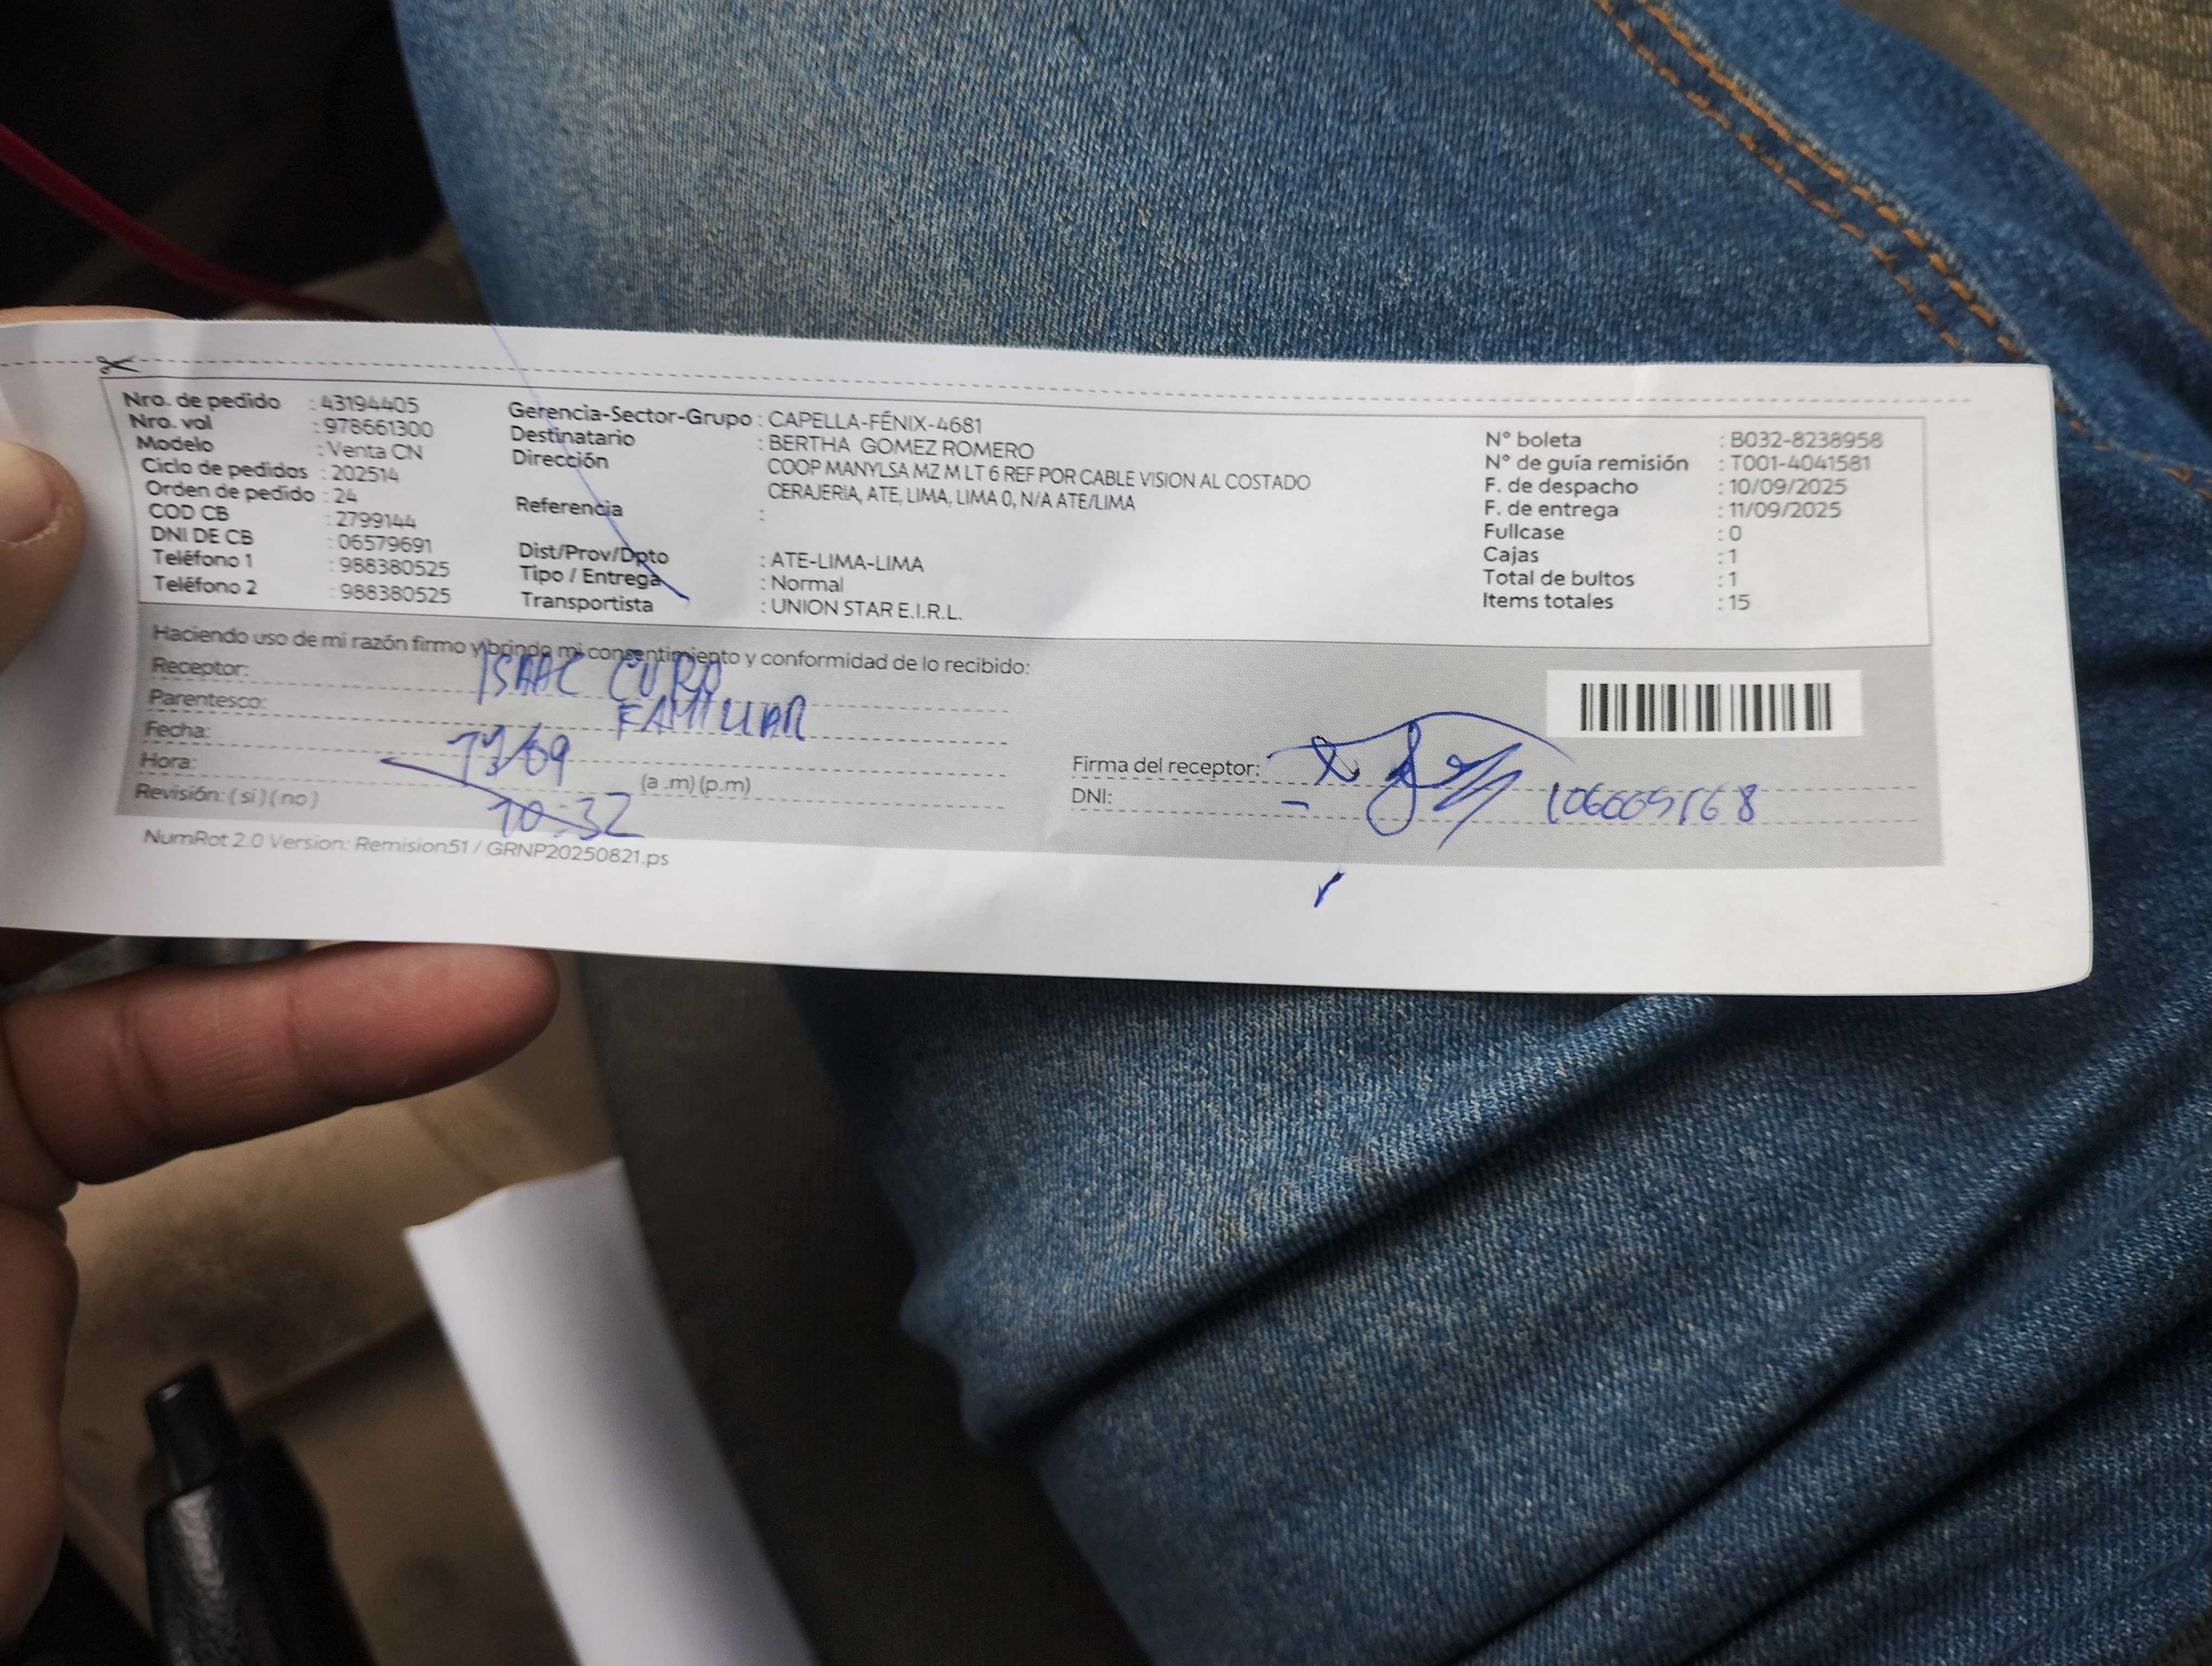 Nro. de pedido : 43194405
Nro. vol : 978661300
Modelo : Venta CN
Ciclo de pedidos : 202514
Orden de pedido : 24
COD CB : 2799144
DNI DE CB : 06579691
Teléfono 1 : 988380525
Teléfono 2 : 988380525
Gerencia-Sector-Grupo : CAPELLA-FÉNIX-4681
Destinatario : BERTHA GOMEZ ROMERO
Dirección COOP MANYLSA MZ M LT 6 REF POR CABLE VISION AL COSTADO
CERAJERIA, ATE, LIMA, LIMA 0, N/A ATE/LIMA
Referencia :
Dist/Prov/Dpto : ATE-LIMA-LIMA
Tipo / Entrega : Normal
Transportista : UNION STAR E.I.R.L.
N° boleta : B032-8238958
N° de guía remisión : T001-4041581
F. de despacho : 10/09/2025
F. de entrega : 11/09/2025
Fullcase : 0
Cajas : 1
Total de bultos : 1
Items totales : 15
Haciendo uso de mi razón firmo y brindo mi consentimiento y conformidad de lo recibido:
Receptor: ISAAC
Parentesco: FAMILIAR
Fecha:
Hora: 10:32 (a .m) (p.m)
Revisión: ( si ) ( no )
Firma del receptor:
DNI:
NumRot 2.0 Version: Remision51 / GRNP20250821.ps